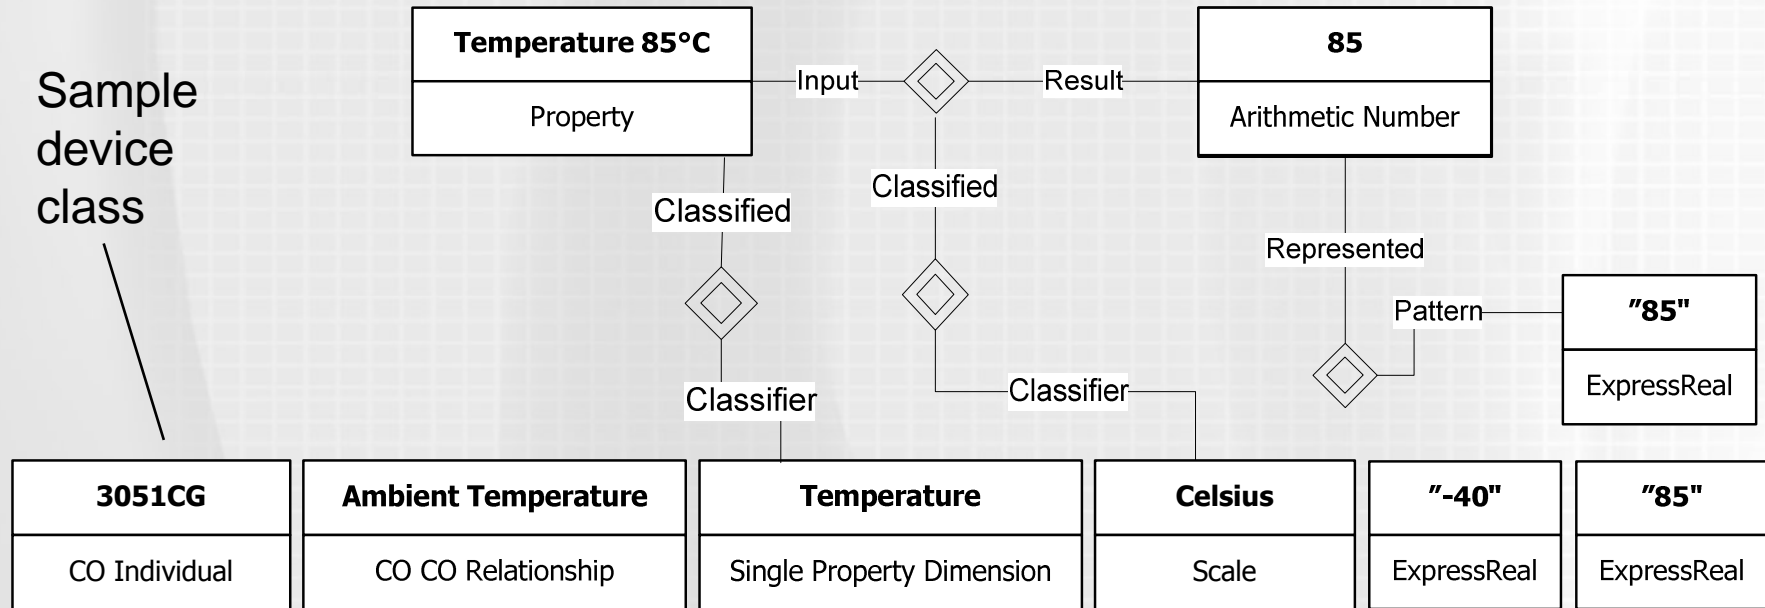 Sample
device
class
Temperature 85°C
Property
Input
Result
85
Arithmetic Number
Classified
Classified
Represented
Pattern
″85"
ExpressReal
Classifier
Classifier
3051CG
CO Individual
Ambient Temperature
CO CO Relationship
Temperature
Single Property Dimension
Celsius
Scale
″-40"
ExpressReal
″85"
ExpressReal